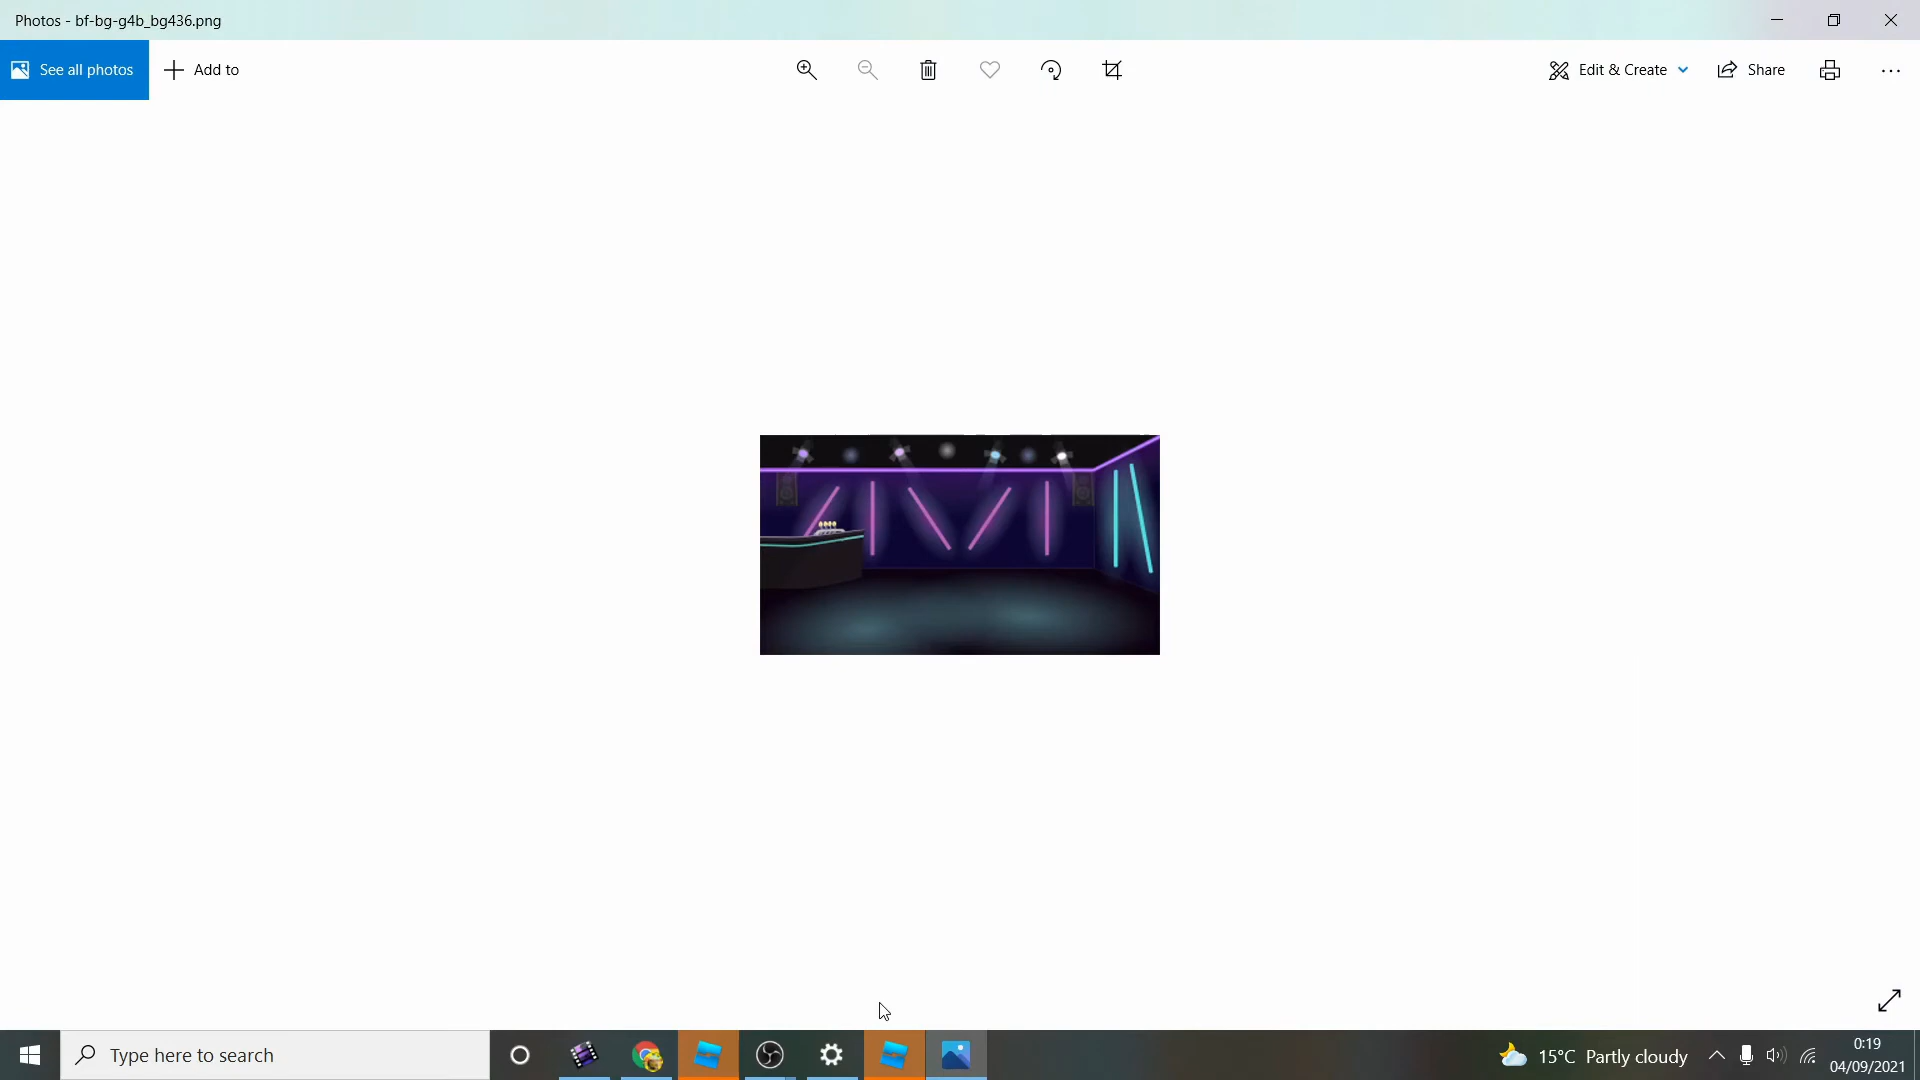 Photos - bf-bg-g4b_bg436.png
See all photos
Add to
Edit & Create
Share
Type here to search
15°C Partly cloudy
0:19
04/09/2021